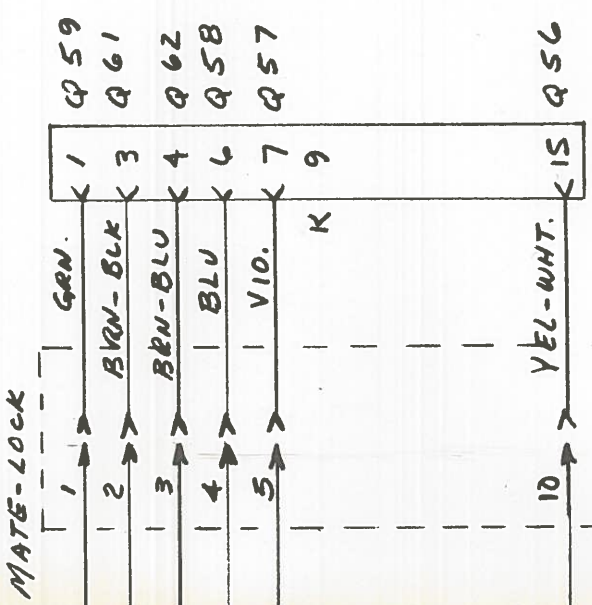 MATE-LOCK
1 GRN. 1 Q59
2 BRN-BLK 3 Q61
3 BRN-BLU 4 Q62
4 BLU 6 Q58
5 VIO. 7 Q57
K 9
10 YEL-WHT. 15 Q56